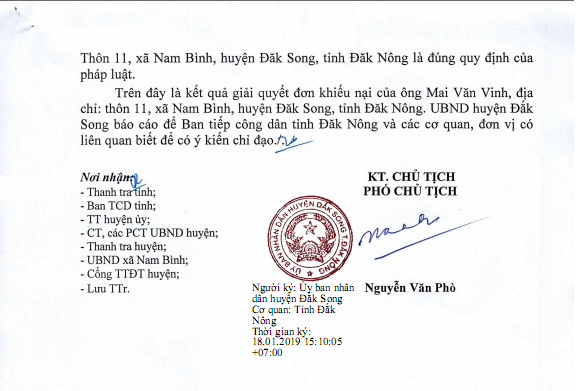 Thôn 11, xã Nam Bình, huyện Đăk Song, tỉnh Đăk Nông là đúng quy định của
pháp luật.
Trên đây là kết quả giải quyết đơn khiếu nại của ông Mai Văn Vinh, địa
chỉ: thôn 11, xã Nam Bình, huyện Đăk Song, tỉnh Đăk Nông. UBND huyện Đăk
Song báo cáo để Ban tiếp công dân tỉnh Đăk Nông và các cơ quan, đơn vị có
liên quan biết để có ý kiến chỉ đạo./.
Nơi nhận:
- Thanh tra tỉnh;
- Ban TCD tỉnh;
- TT huyện ủy;
- CT, các PCT UBND huyện;
- Thanh tra huyện;
- UBND xã Nam Bình;
- Cổng TTĐT huyện;
- Lưu TTr.
KT. CHỦ TỊCH
PHÓ CHỦ TỊCH
ỦY BAN NHÂN DÂN HUYỆN ĐĂK SONG T.ĐĂK NÔNG
Nguyễn Văn Phò
Người ký: Ủy ban nhân
dân huyện Đắk Song
Cơ quan: Tỉnh Đắk
Nông
Thời gian ký:
18.01.2019 15:10:05
+07:00